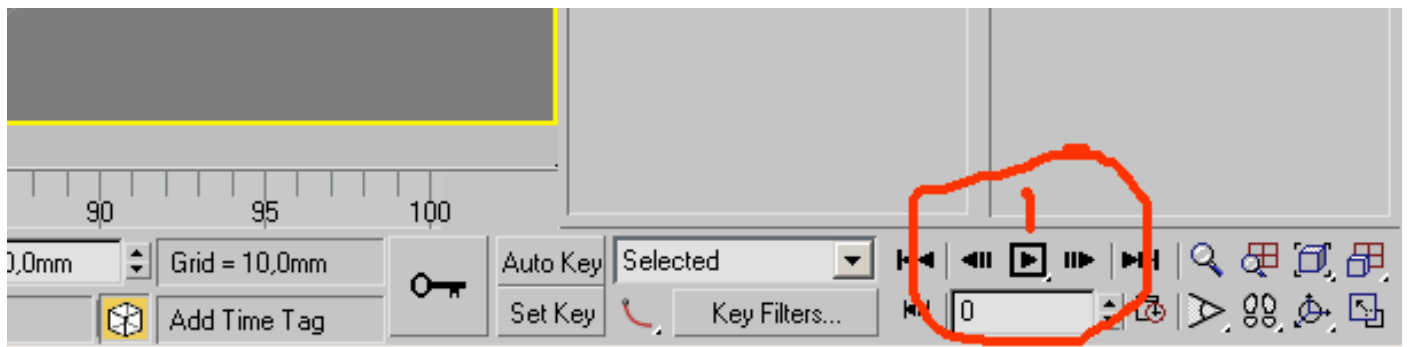 90 95 100
0,0mm Grid = 10,0mm Auto Key Selected
Add Time Tag Set Key Key Filters... 0
1